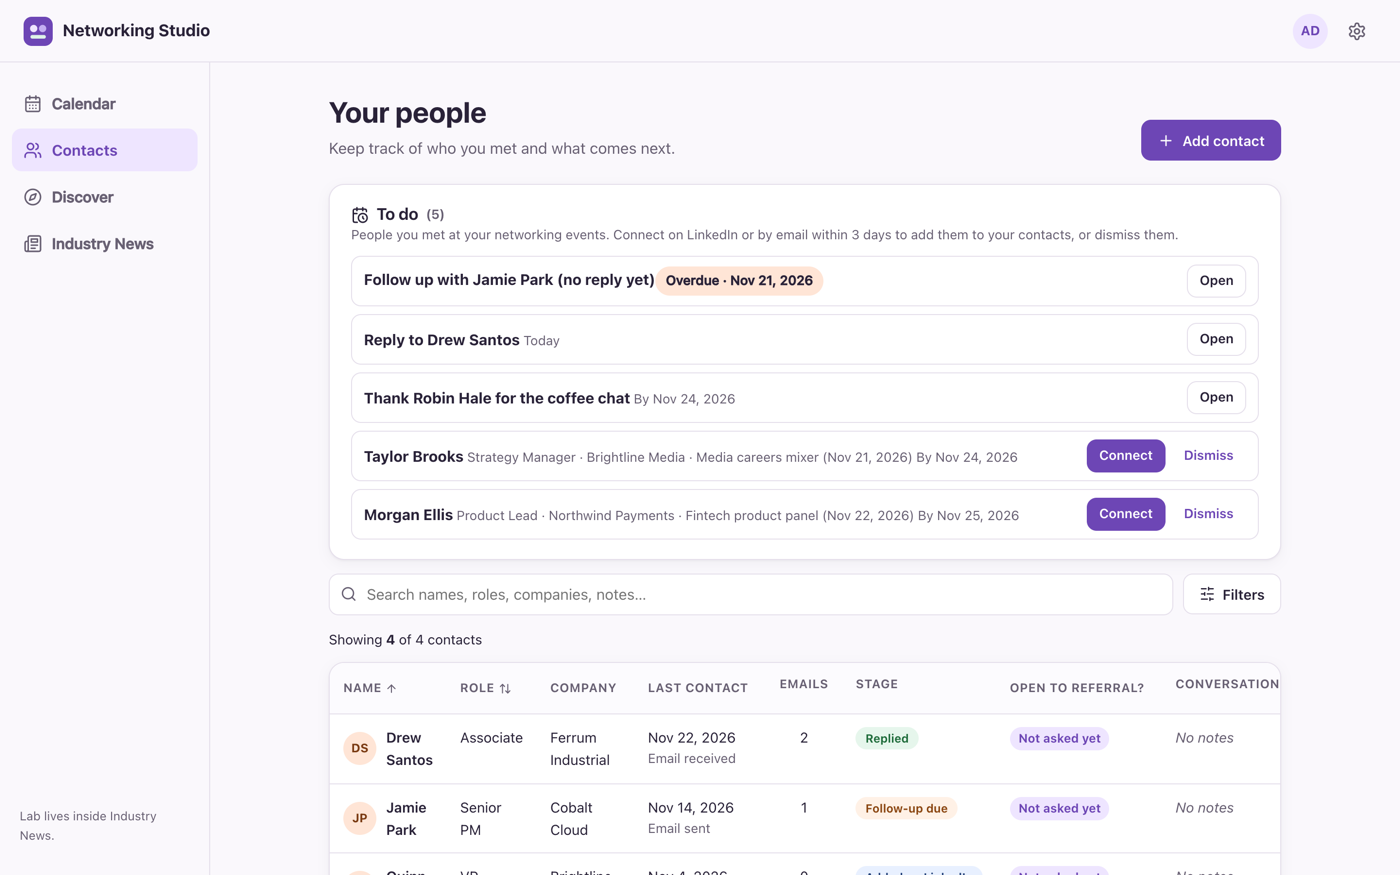 Networking Studio
AD
Calendar
Contacts
Discover
Industry News
Lab lives inside Industry
News.
Your people
Keep track of who you met and what comes next.
Add contact
To do (5)
People you met at your networking events. Connect on LinkedIn or by email within 3 days to add them to your contacts, or dismiss them.
Follow up with Jamie Park (no reply yet) Overdue · Nov 21, 2026 Open
Reply to Drew Santos Today Open
Thank Robin Hale for the coffee chat By Nov 24, 2026 Open
Taylor Brooks Strategy Manager · Brightline Media · Media careers mixer (Nov 21, 2026) By Nov 24, 2026 Connect Dismiss
Morgan Ellis Product Lead · Northwind Payments · Fintech product panel (Nov 22, 2026) By Nov 25, 2026 Connect Dismiss
Search names, roles, companies, notes...
Filters
Showing 4 of 4 contacts
NAME ↑ ROLE ↑↓ COMPANY LAST CONTACT EMAILS STAGE OPEN TO REFERRAL? CONVERSATION
DS Drew Santos Associate Ferrum Industrial Nov 22, 2026 Email received 2 Replied Not asked yet No notes
JP Jamie Park Senior PM Cobalt Cloud Nov 14, 2026 Email sent 1 Follow-up due Not asked yet No notes